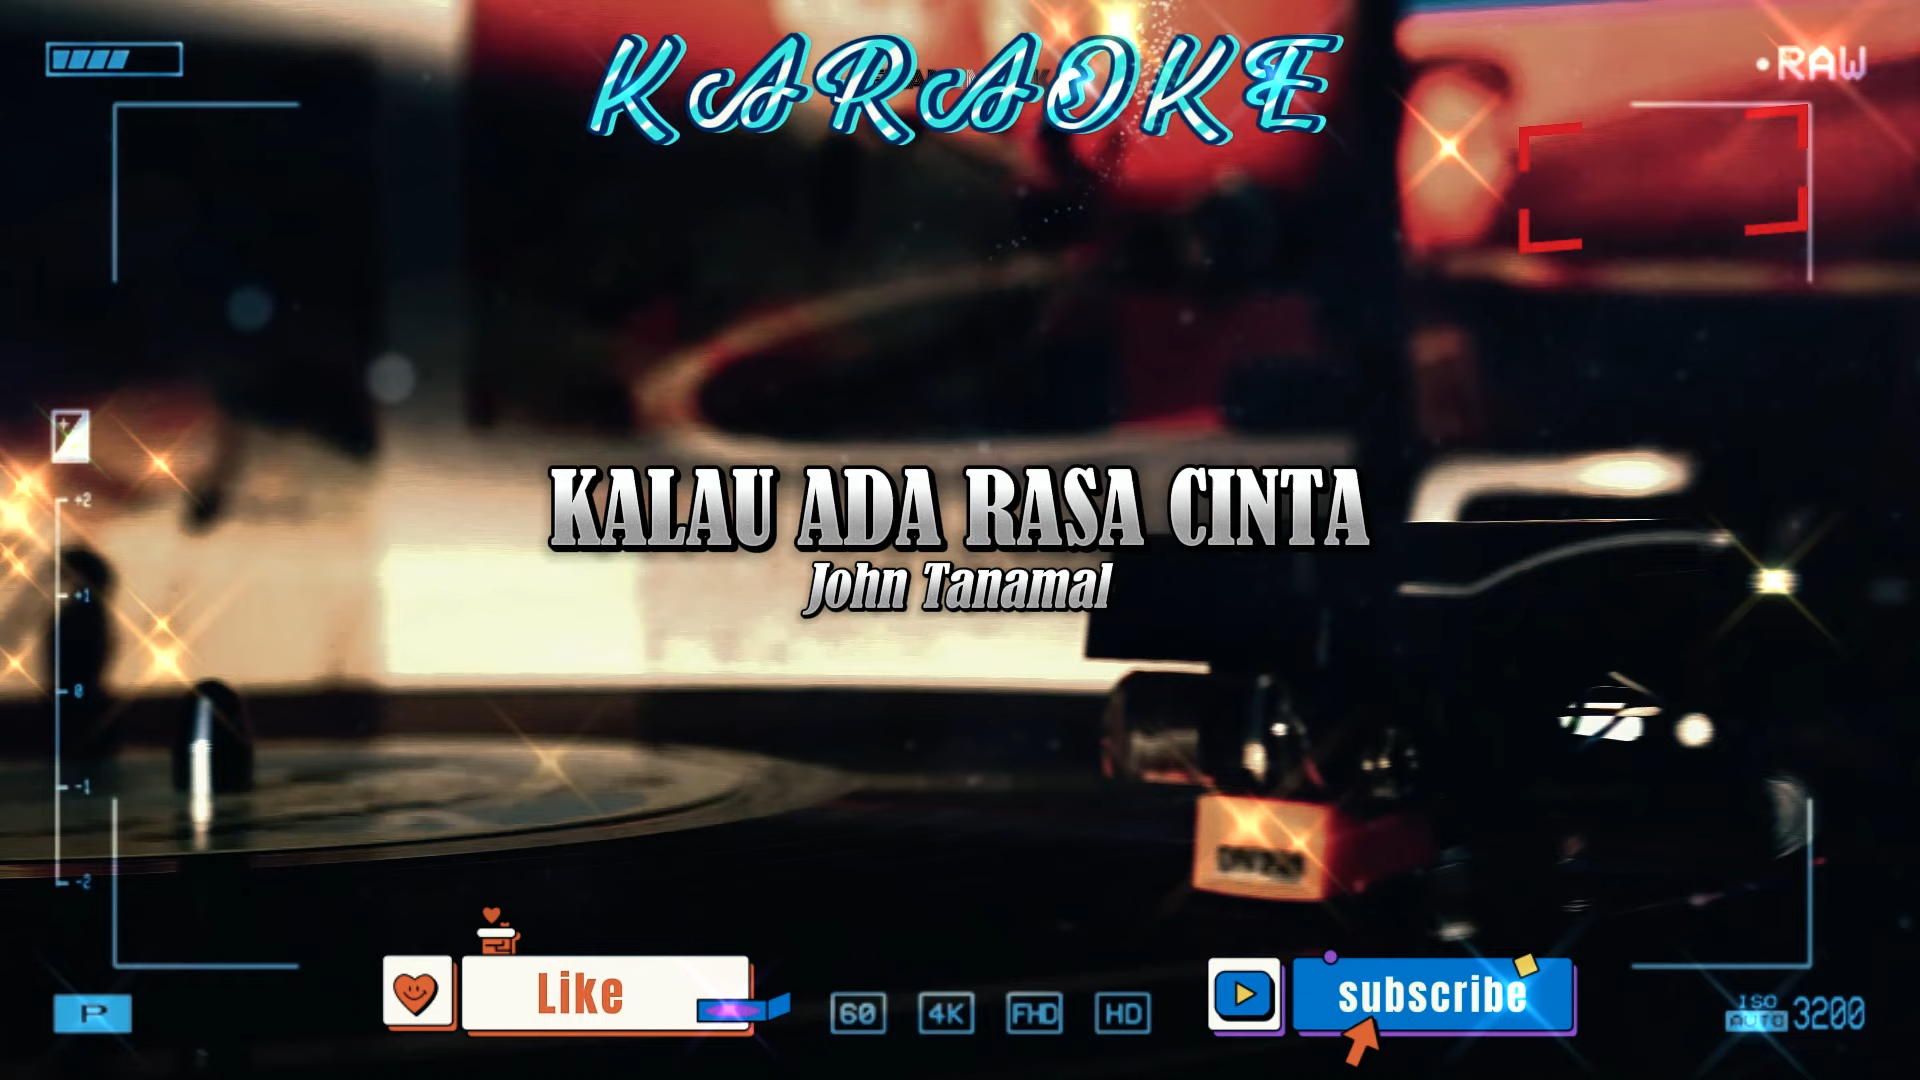 KARAOKE
RAW
KALAU ADA RASA CINTA
+2
John Tanamal
+1
0
-1
-2
Like
subscribe
P
60
4K
FHD
HD
ISO
AUTO 3200